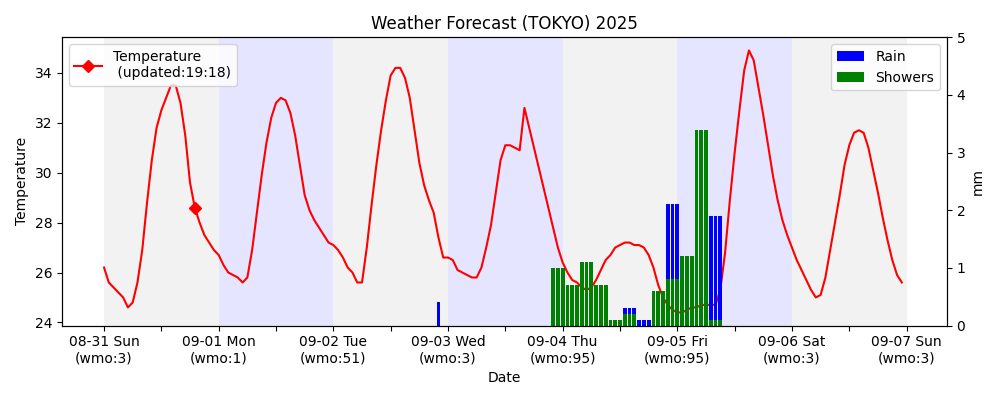 Weather Forecast (TOKYO) 2025
Temperature
(updated:19:18)
Rain
Showers
34
32
30
28
26
24
Temperature
5
4
3
2
1
0
mm
08-31 Sun
(wmo:3)
09-01 Mon
(wmo:1)
09-02 Tue
(wmo:51)
09-03 Wed
(wmo:3)
09-04 Thu
(wmo:95)
09-05 Fri
(wmo:95)
09-06 Sat
(wmo:3)
09-07 Sun
(wmo:3)
Date